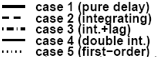 case 1 (pure delay)
case 2 (integrating)
case 3 (int.+lag)
case 4 (double int.)
case 5 (first-order)